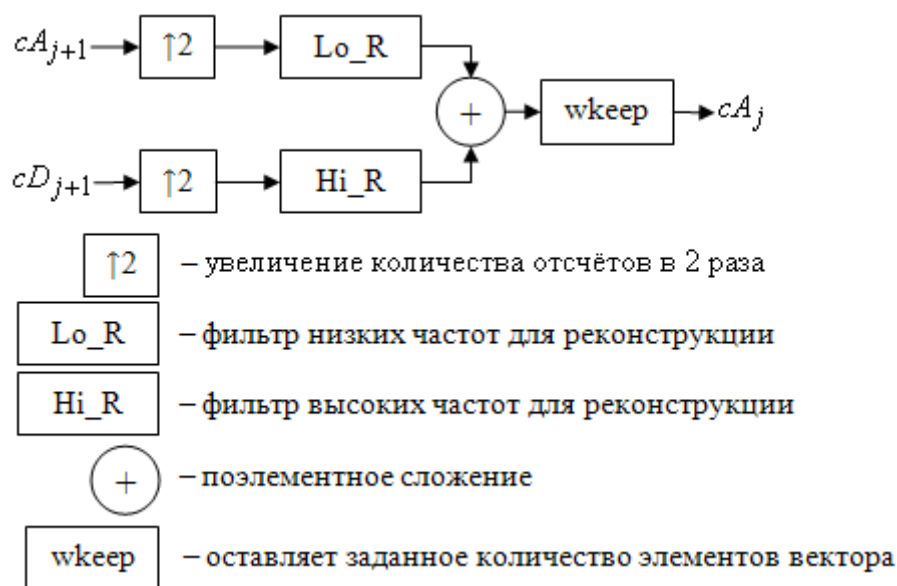 cA_{j+1} ↑2 Lo_R
+ wkeep cA_j
cD_{j+1} ↑2 Hi_R
↑2 – увеличение количества отсчётов в 2 раза
Lo_R – фильтр низких частот для реконструкции
Hi_R – фильтр высоких частот для реконструкции
+ – поэлементное сложение
wkeep – оставляет заданное количество элементов вектора